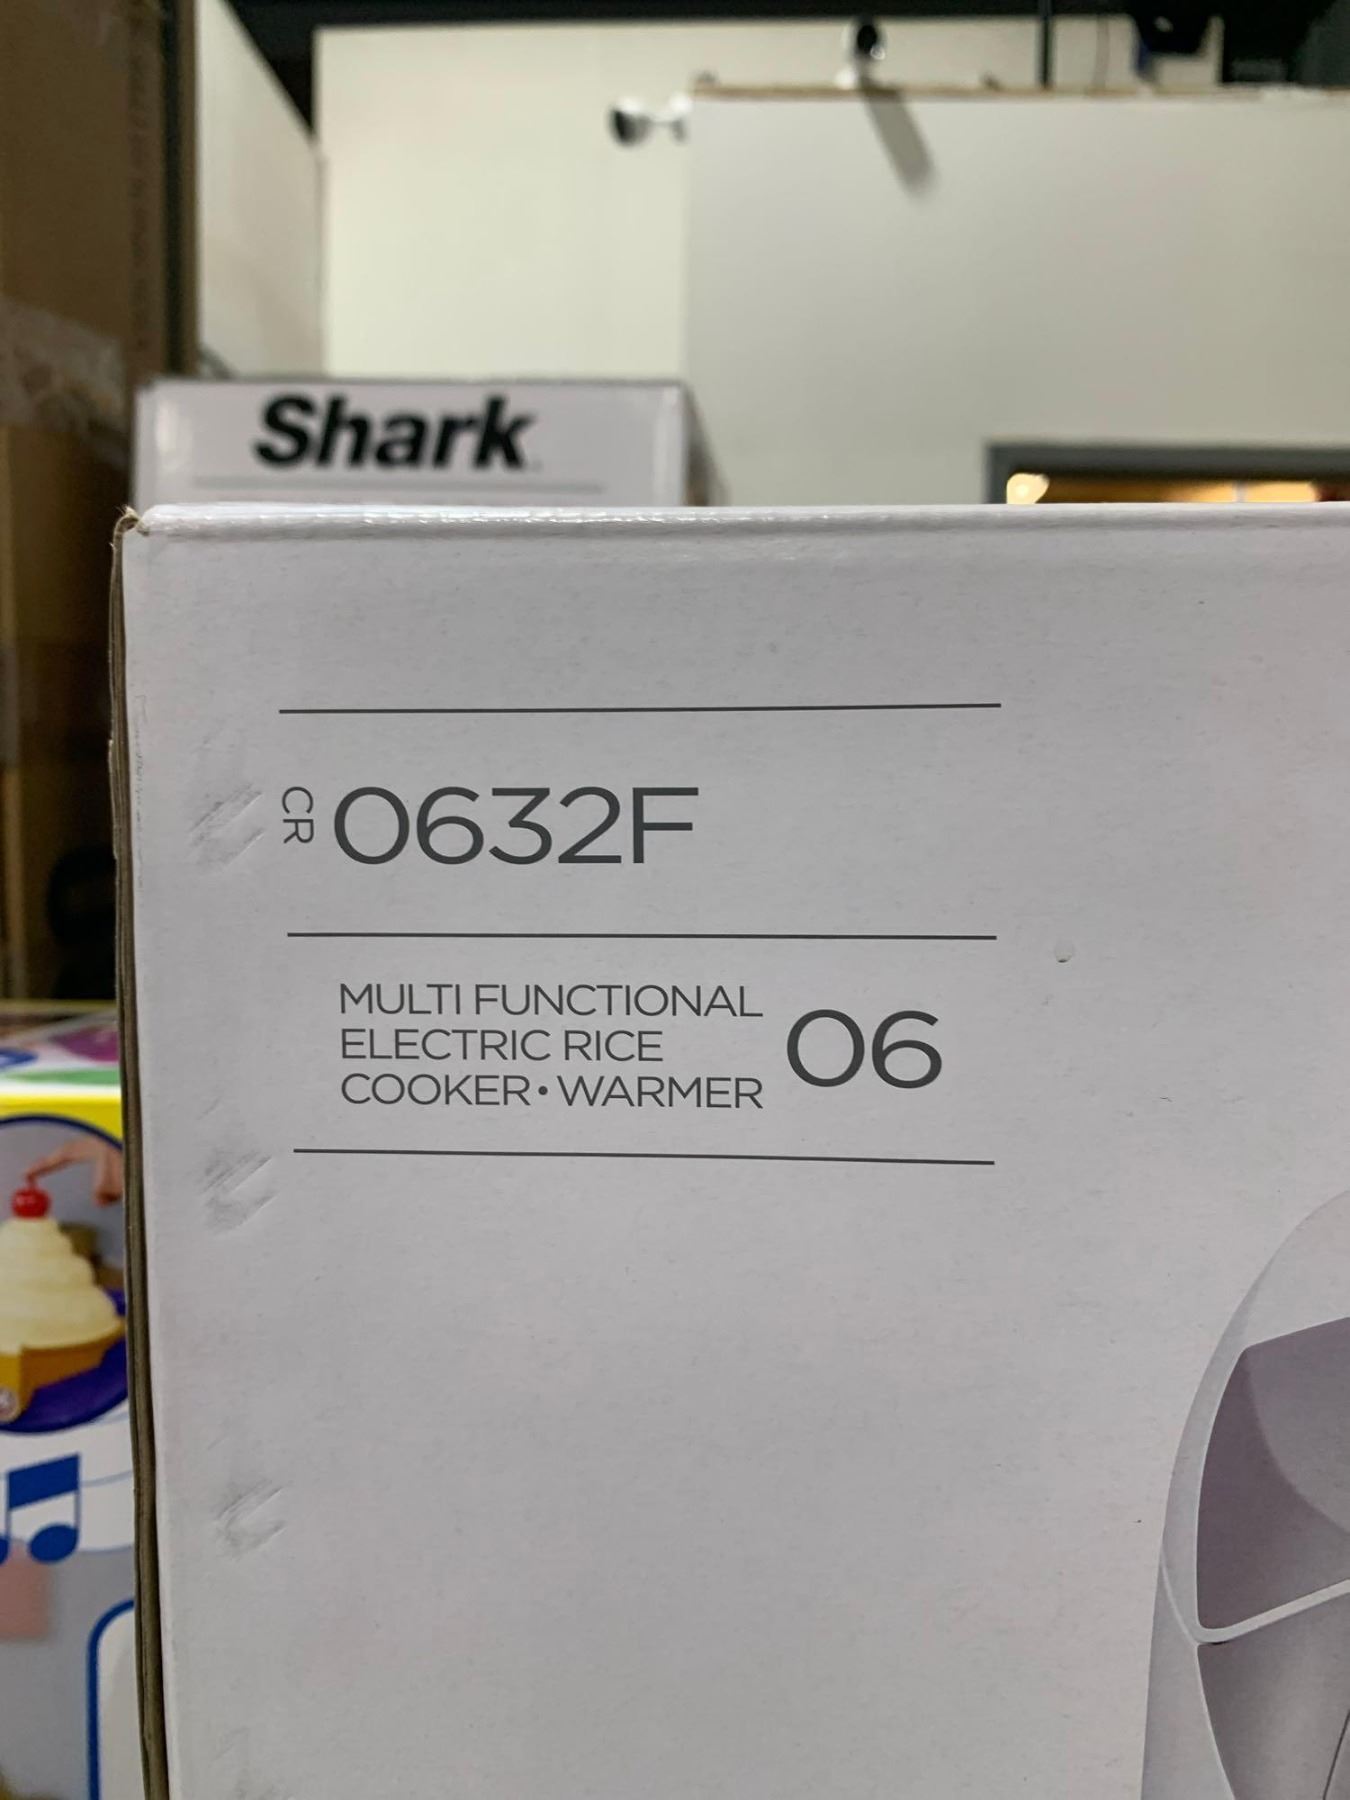 Shark
CR 0632F
MULTI FUNCTIONAL
ELECTRIC RICE
COOKER • WARMER
06